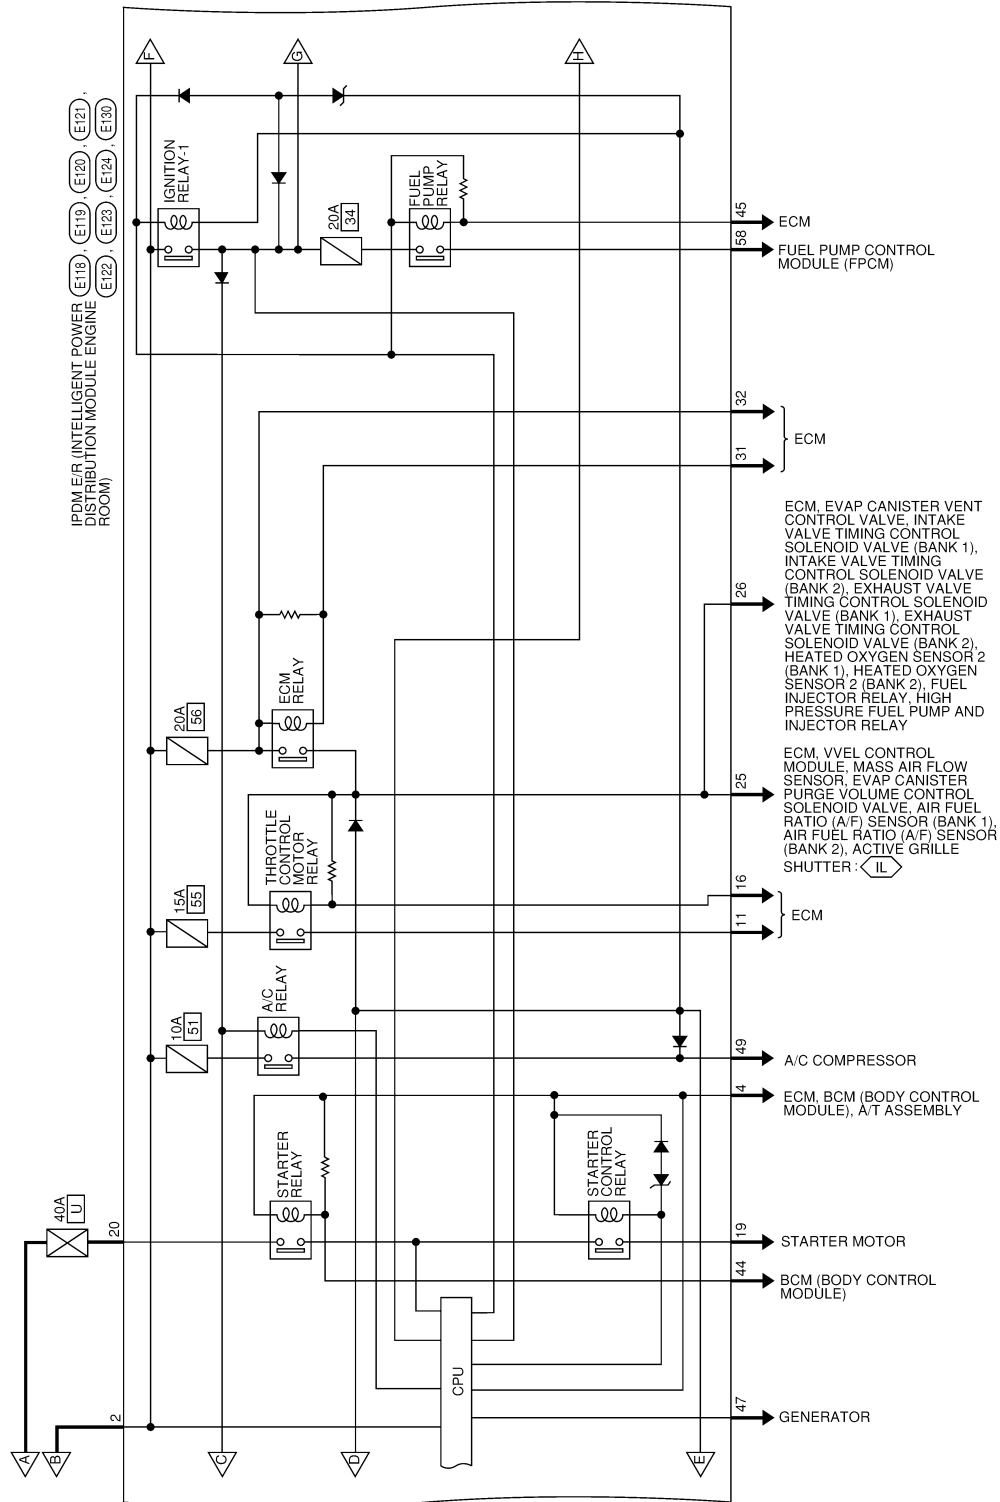 F
G
H
IPDM E/R (INTELLIGENT POWER
DISTRIBUTION MODULE ENGINE
ROOM)
E118 , E119 , E120 , E121 ,
E122 , E123 , E124 , E130
IGNITION
RELAY-1
20A
34
FUEL
PUMP
RELAY
45
ECM
58
FUEL PUMP CONTROL
MODULE (FPCM)
32
31
ECM
26
ECM, EVAP CANISTER VENT
CONTROL VALVE, INTAKE
VALVE TIMING CONTROL
SOLENOID VALVE (BANK 1),
INTAKE VALVE TIMING
CONTROL SOLENOID VALVE
(BANK 2), EXHAUST VALVE
TIMING CONTROL SOLENOID
VALVE (BANK 1), EXHAUST
VALVE TIMING CONTROL
SOLENOID VALVE (BANK 2),
HEATED OXYGEN SENSOR 2
(BANK 1), HEATED OXYGEN
SENSOR 2 (BANK 2), FUEL
INJECTOR RELAY, HIGH
PRESSURE FUEL PUMP AND
INJECTOR RELAY
20A
56
ECM
RELAY
25
ECM, VVEL CONTROL
MODULE, MASS AIR FLOW
SENSOR, EVAP CANISTER
PURGE VOLUME CONTROL
SOLENOID VALVE, AIR FUEL
RATIO (A/F) SENSOR (BANK 1),
AIR FUEL RATIO (A/F) SENSOR
(BANK 2), ACTIVE GRILLE
SHUTTER : IL
15A
55
THROTTLE
CONTROL
MOTOR
RELAY
16
11
ECM
10A
51
A/C
RELAY
49
A/C COMPRESSOR
4
ECM, BCM (BODY CONTROL
MODULE), A/T ASSEMBLY
STARTER
RELAY
STARTER
CONTROL
RELAY
40A
U
20
19
STARTER MOTOR
44
BCM (BODY CONTROL
MODULE)
CPU
2
47
GENERATOR
A
B
C
D
E